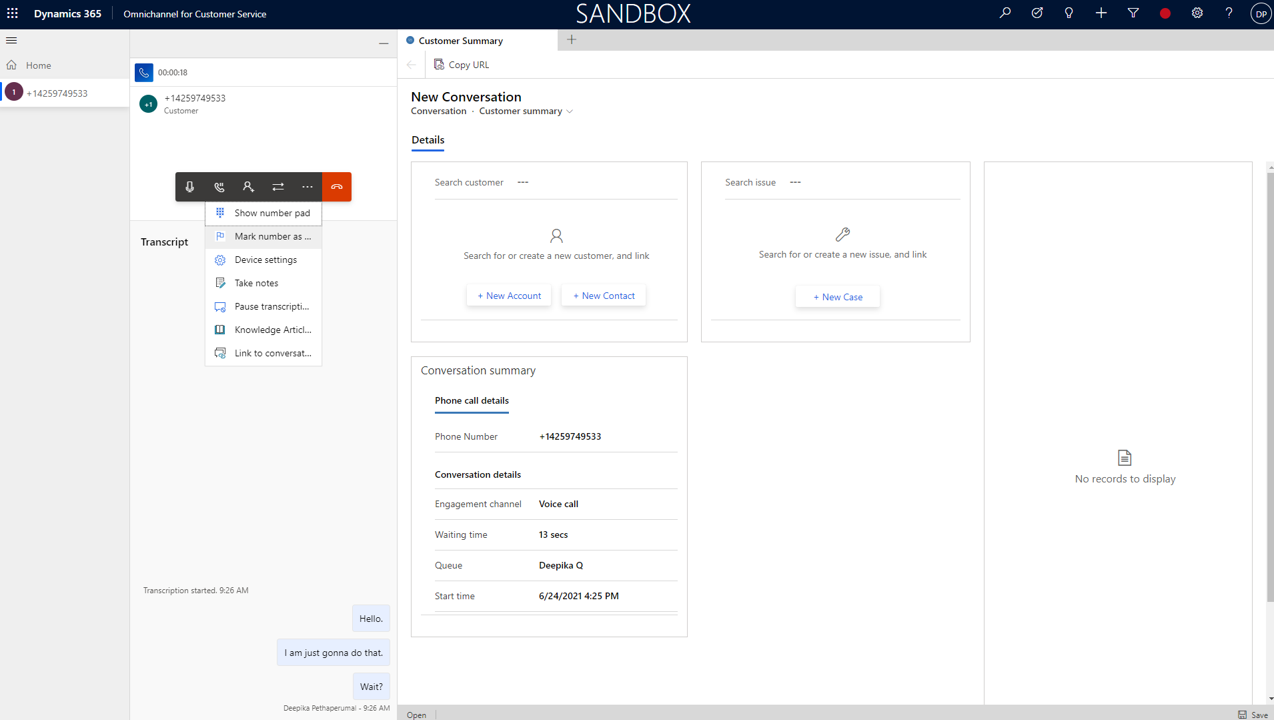 Dynamics 365
Omnichannel for Customer Service
SANDBOX
DP
Home
1
+14259749533
00:00:18
+1
+14259749533
Customer
Show number pad
Mark number as ...
Device settings
Take notes
Pause transcripti...
Knowledge Articl...
Link to conversat...
Transcript
Transcription started. 9:26 AM
Hello.
I am just gonna do that.
Wait?
Deepika Pethaperumal - 9:26 AM
Customer Summary
Copy URL
New Conversation
Conversation · Customer summary
Details
Search customer ---
Search for or create a new customer, and link
+ New Account
+ New Contact
Search issue ---
Search for or create a new issue, and link
+ New Case
Conversation summary
Phone call details
Phone Number +14259749533
Conversation details
Engagement channel Voice call
Waiting time 13 secs
Queue Deepika Q
Start time 6/24/2021 4:25 PM
No records to display
Open
Save